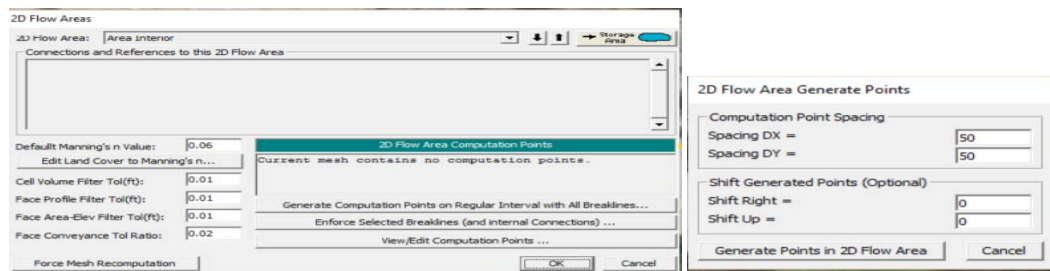 2D Flow Areas
2D Flow Area: Area Interior
Storage Area
Connections and References to this 2D Flow Area
Default Manning's n Value: 0.06
Edit Land Cover to Manning's n...
Cell Volume Filter Tol(ft): 0.01
Face Profile Filter Tol(ft): 0.01
Face Area-Elev Filter Tol(ft): 0.01
Face Conveyance Tol Ratio: 0.02
2D Flow Area Computation Points
Current mesh contains no computation points.
Generate Computation Points on Regular Interval with All Breaklines...
Enforce Selected Breaklines (and internal Connections) ...
View/Edit Computation Points ...
Force Mesh Recomputation
OK
Cancel
2D Flow Area Generate Points
Computation Point Spacing
Spacing DX = 50
Spacing DY = 50
Shift Generated Points (Optional)
Shift Right = 0
Shift Up = 0
Generate Points in 2D Flow Area
Cancel